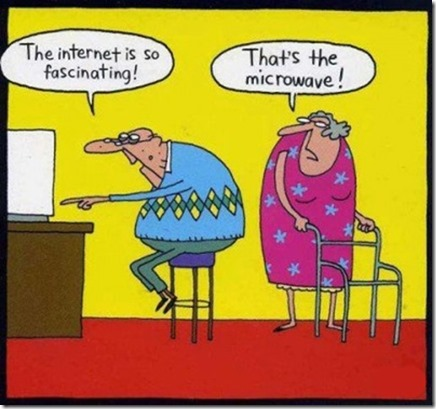 The internet is so
fascinating!
That's the
microwave!